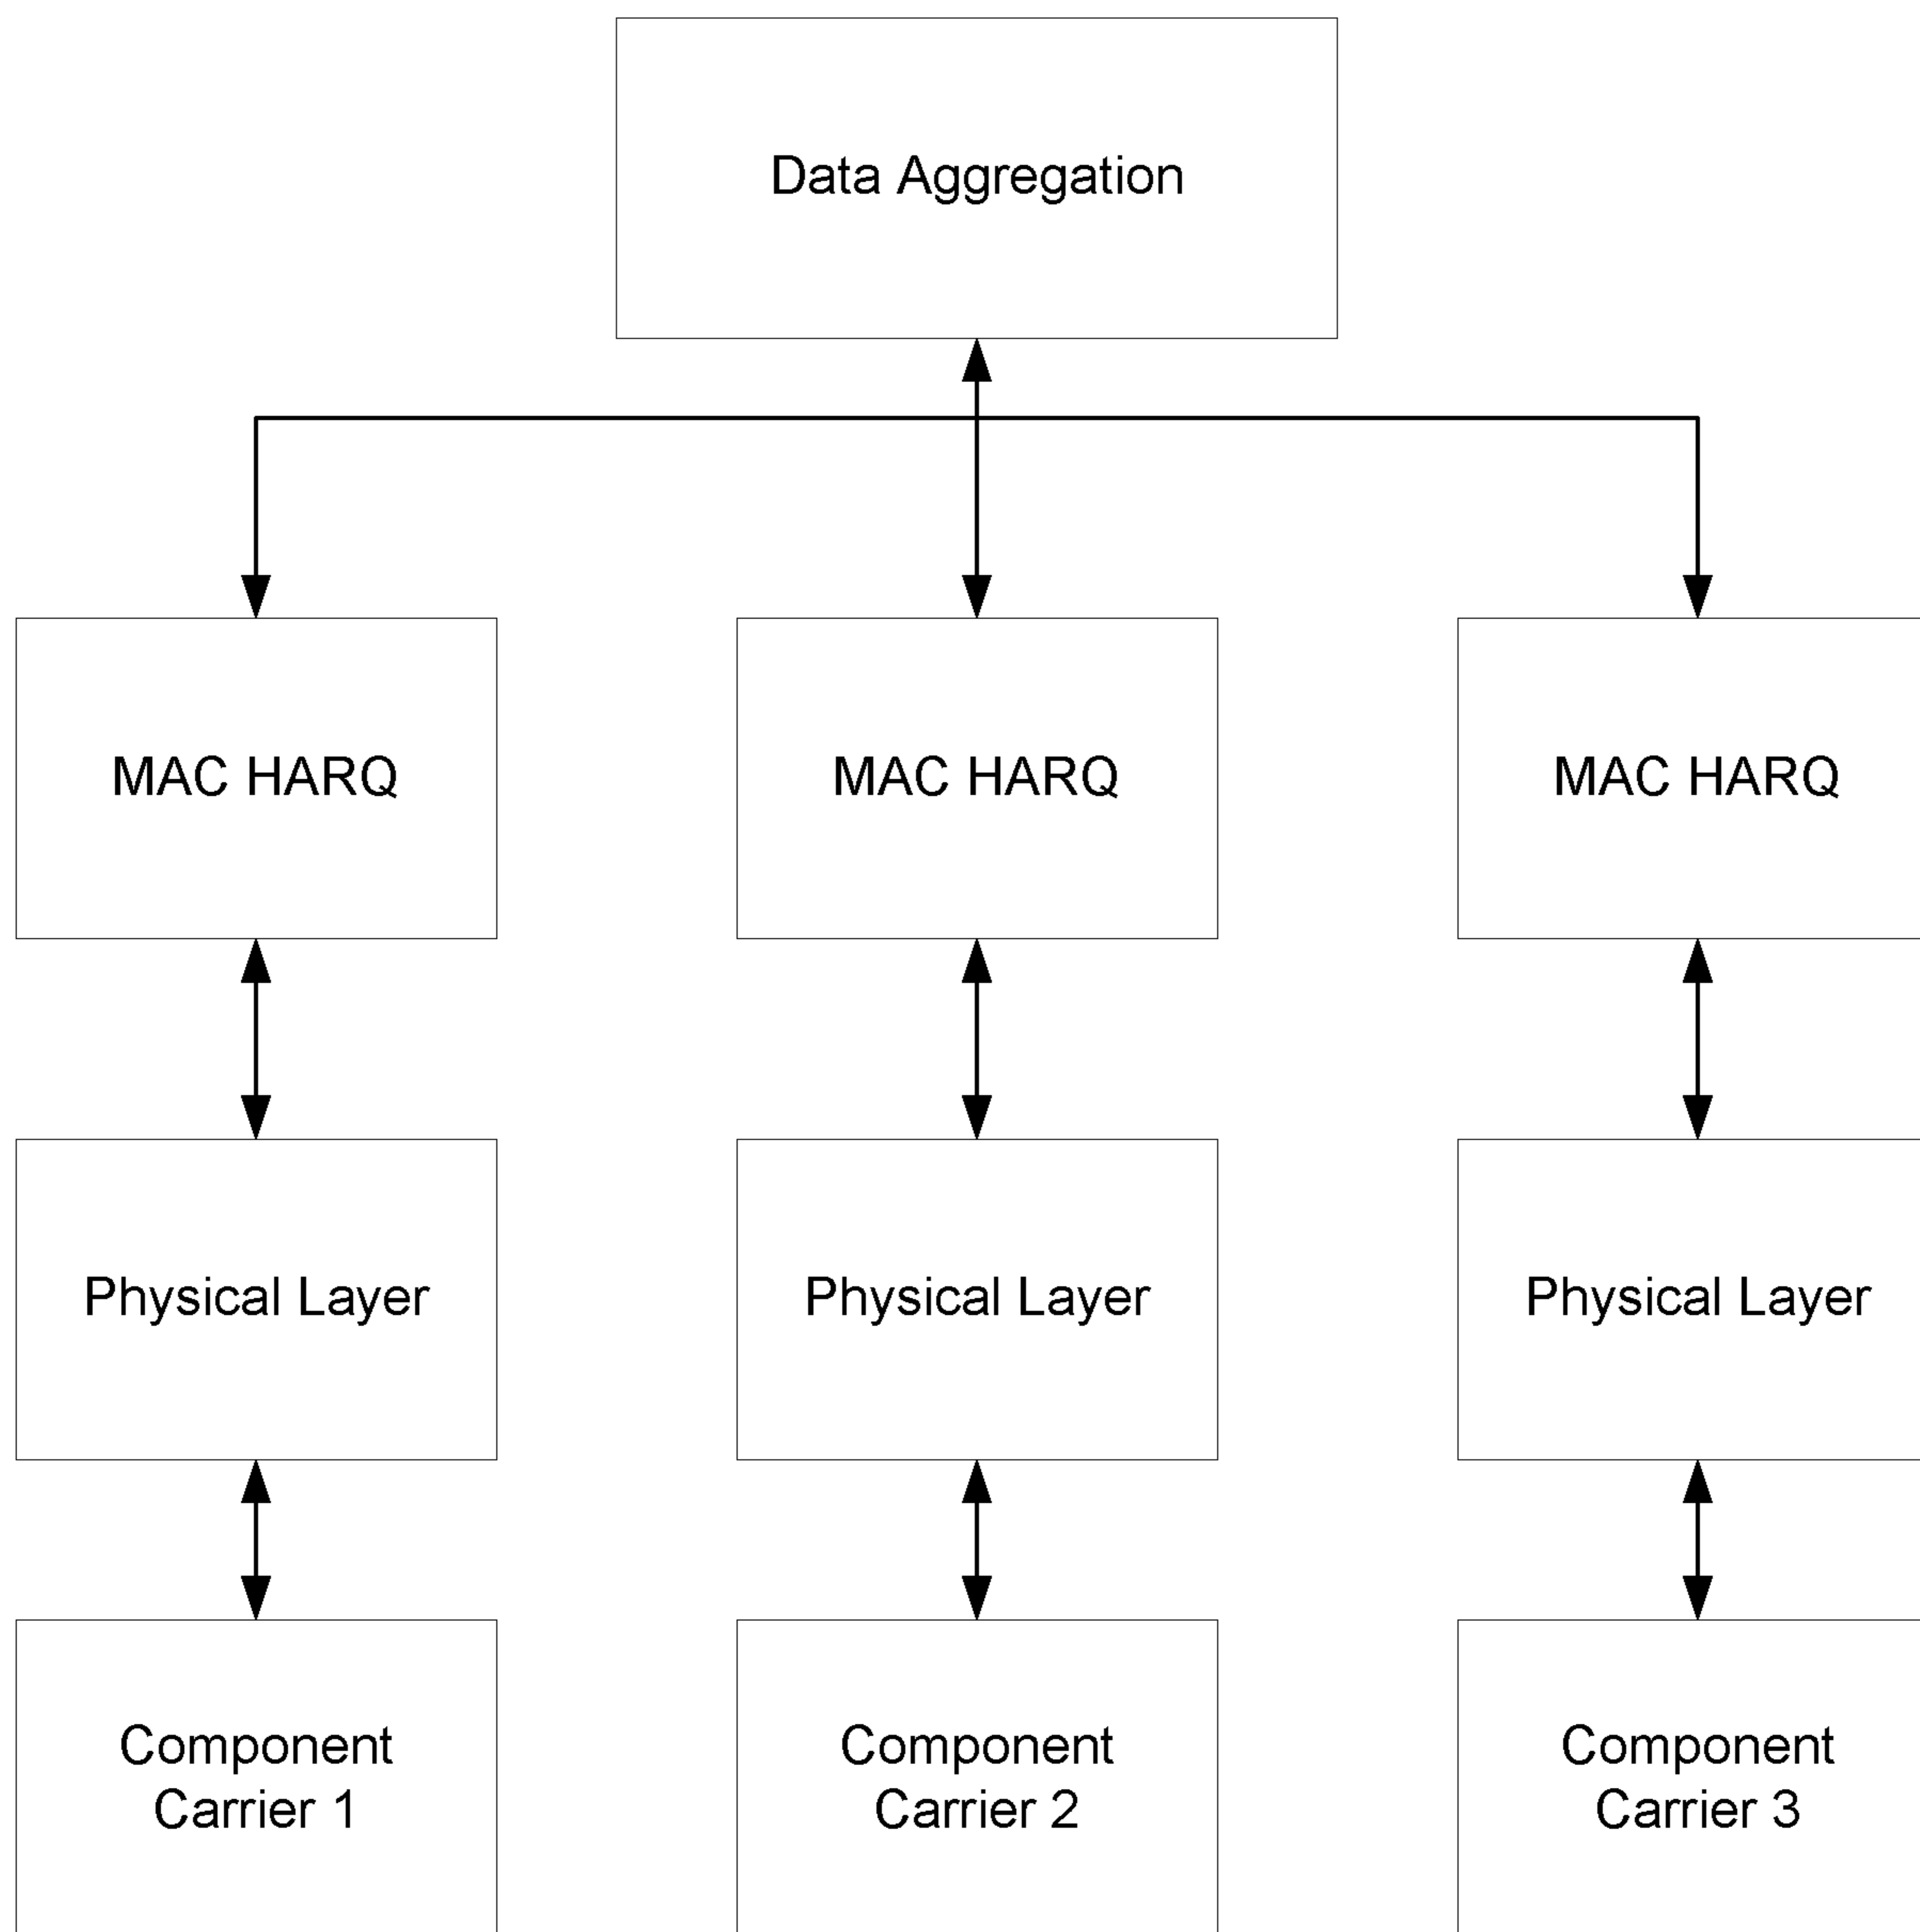 Data Aggregation
MAC HARQ
MAC HARQ
MAC HARQ
Physical Layer
Physical Layer
Physical Layer
Component
Carrier 1
Component
Carrier 2
Component
Carrier 3